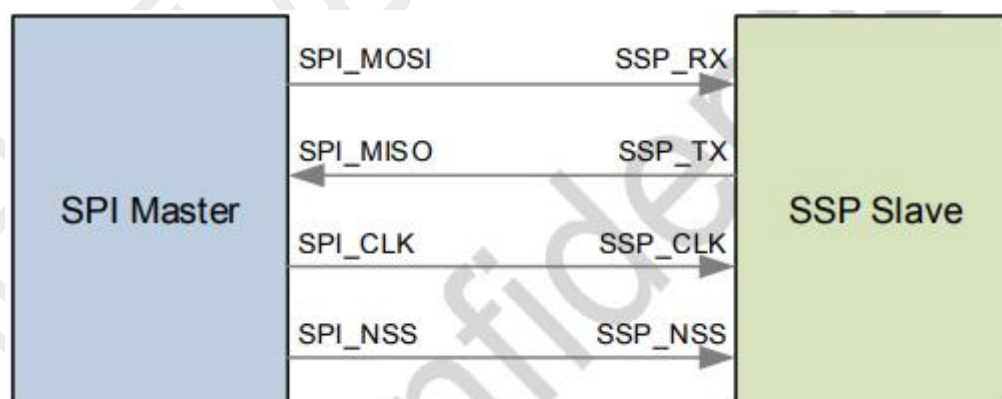 SPI_MOSI SSP_RX
SPI_MISO SSP_TX
SPI Master SSP Slave
SPI_CLK SSP_CLK
SPI_NSS SSP_NSS